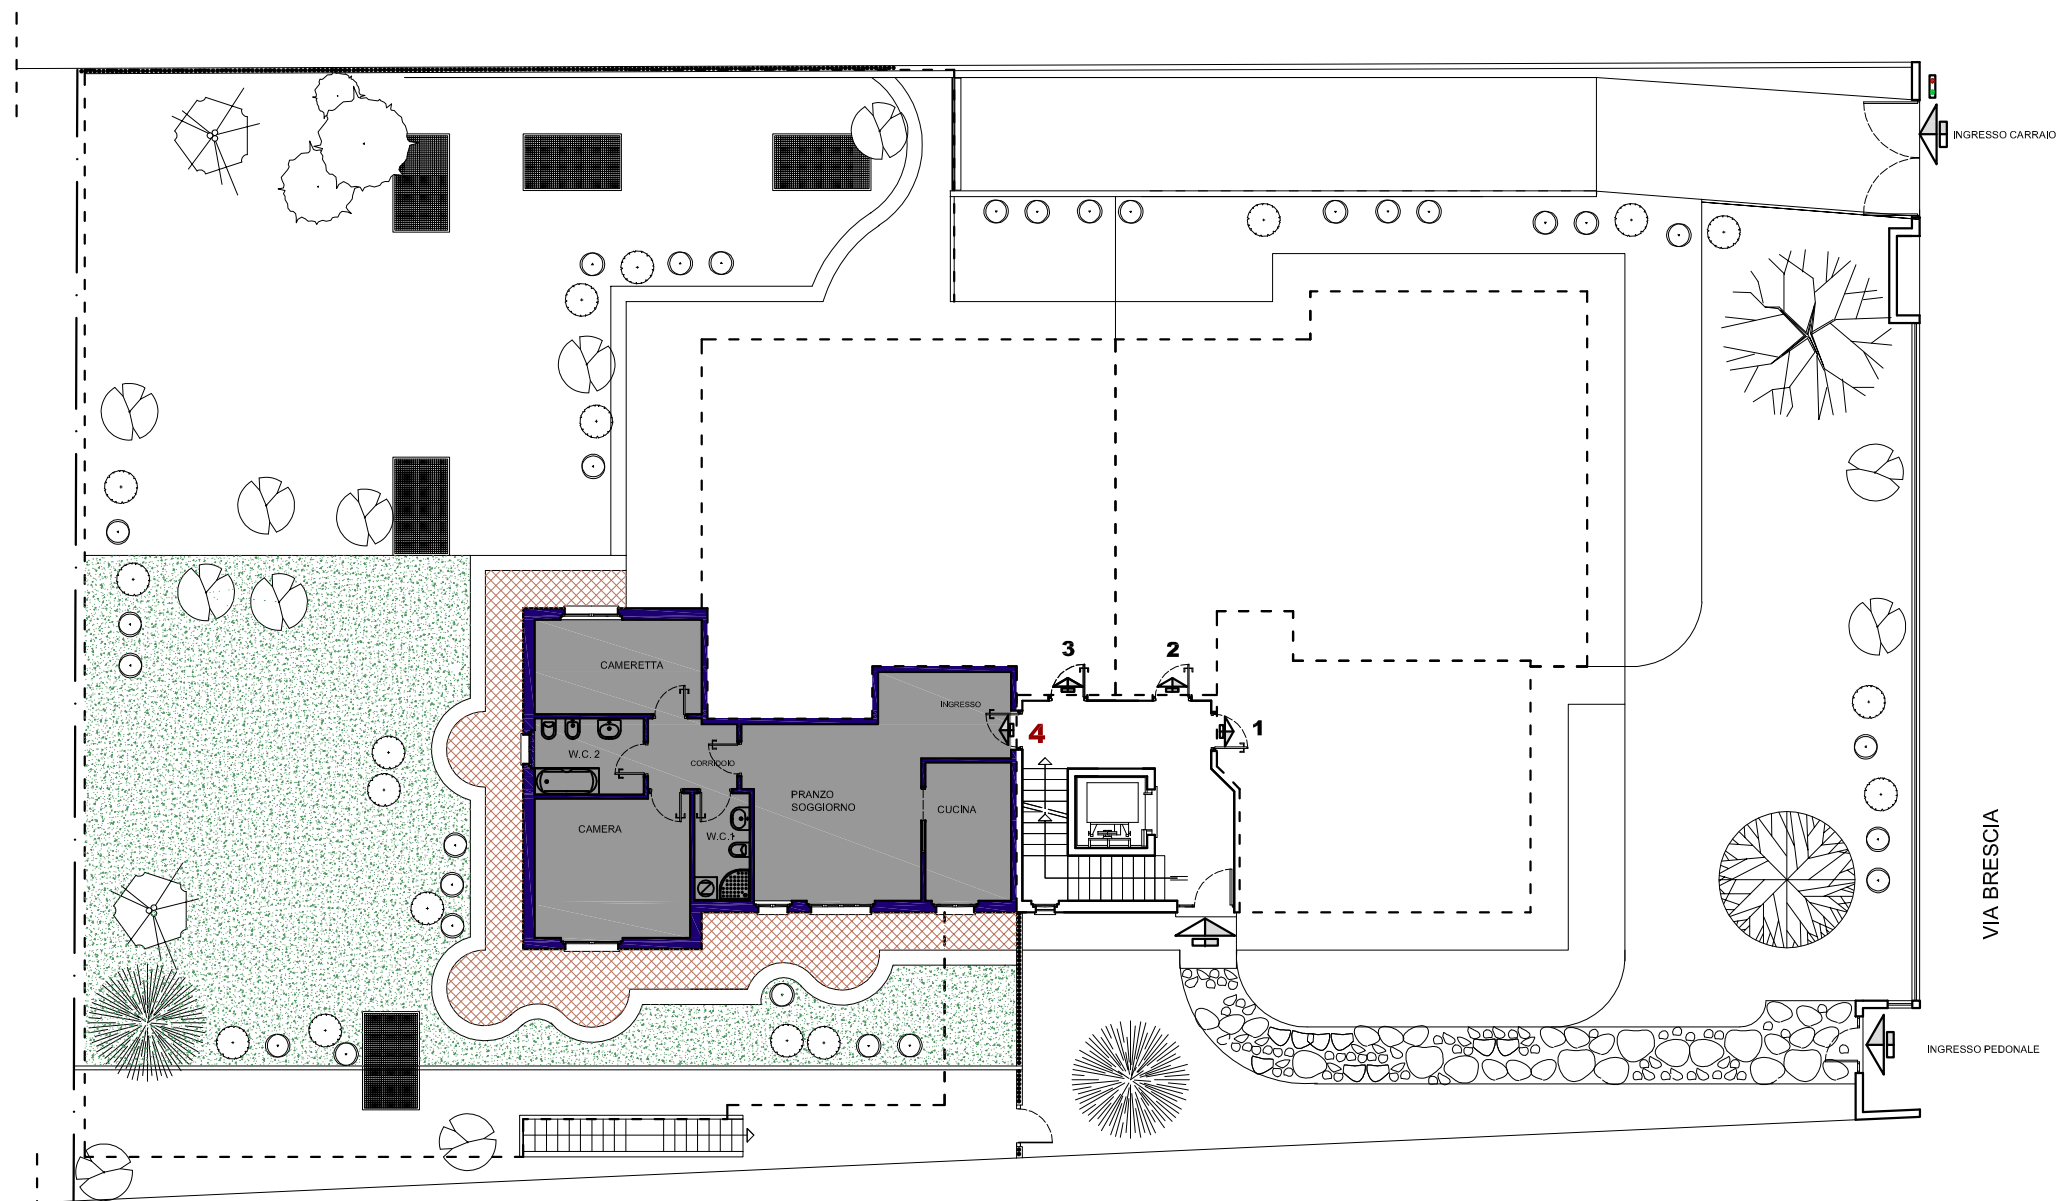 INGRESSO CARRAIO
3
2
CAMERETTA
INGRESSO
4
1
W.C. 2
CORRIDOIO
PRANZO
SOGGIORNO
CUCINA
CAMERA
W.C.1
VIA BRESCIA
INGRESSO PEDONALE